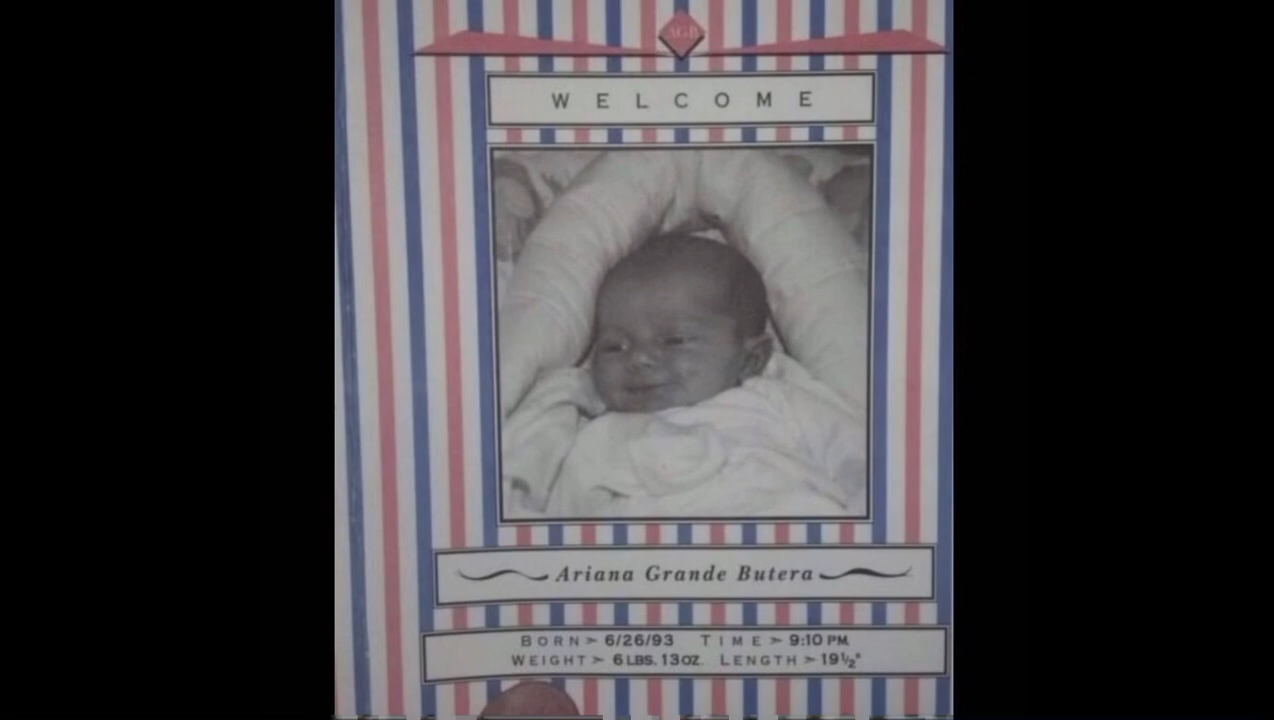 AGB
WELCOME
Ariana Grande Butera
BORN➤ 6/26/93 TIME➤ 9:10 PM
WEIGHT➤ 6 LBS. 13 OZ. LENGTH➤ 19½"